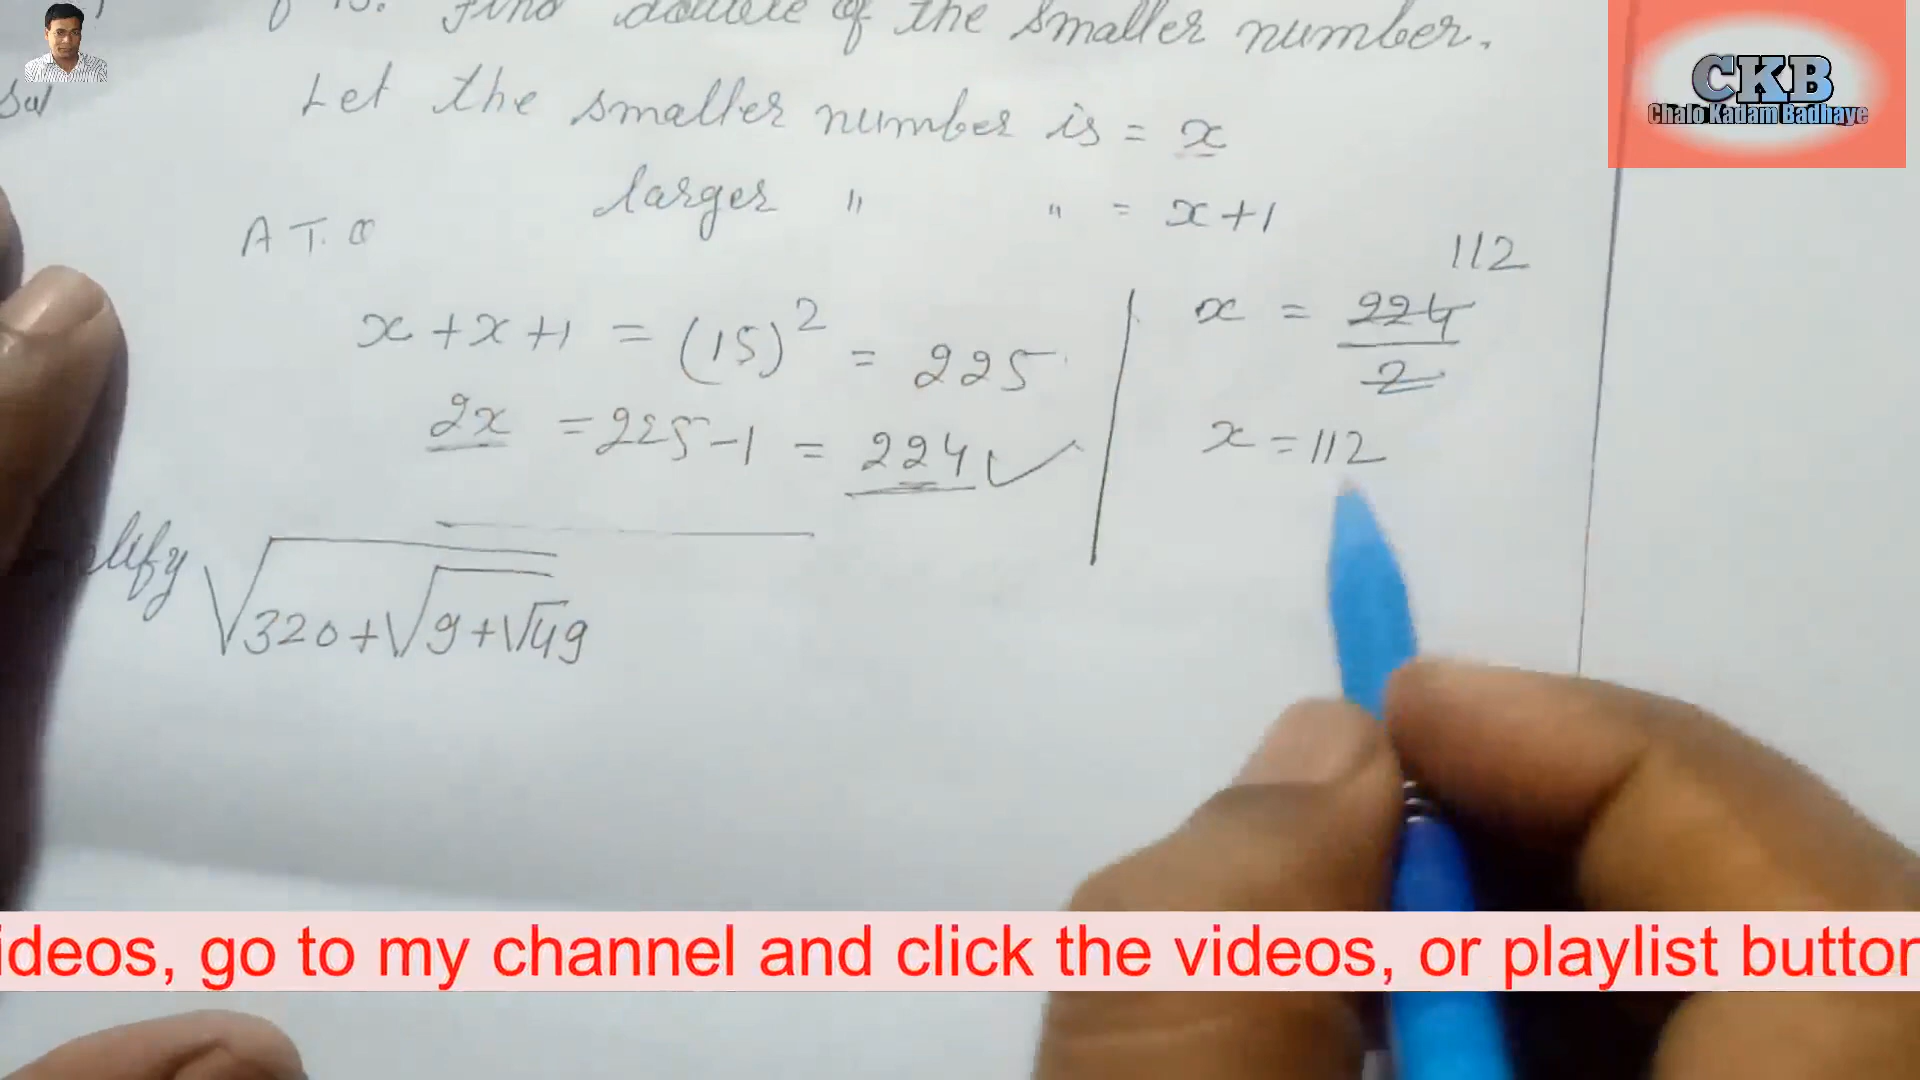 15. Find double of the smaller number.
Sol Let the smaller number is = x
larger " " = x+1
A T. Q
x + x + 1 = (15)² = 225
2x = 225-1 = 224 ✓
112
x = 224/2
x = 112
lify √320+√9+√49
CKB
Chalo Kadam Badhaye
ideos, go to my channel and click the videos, or playlist button